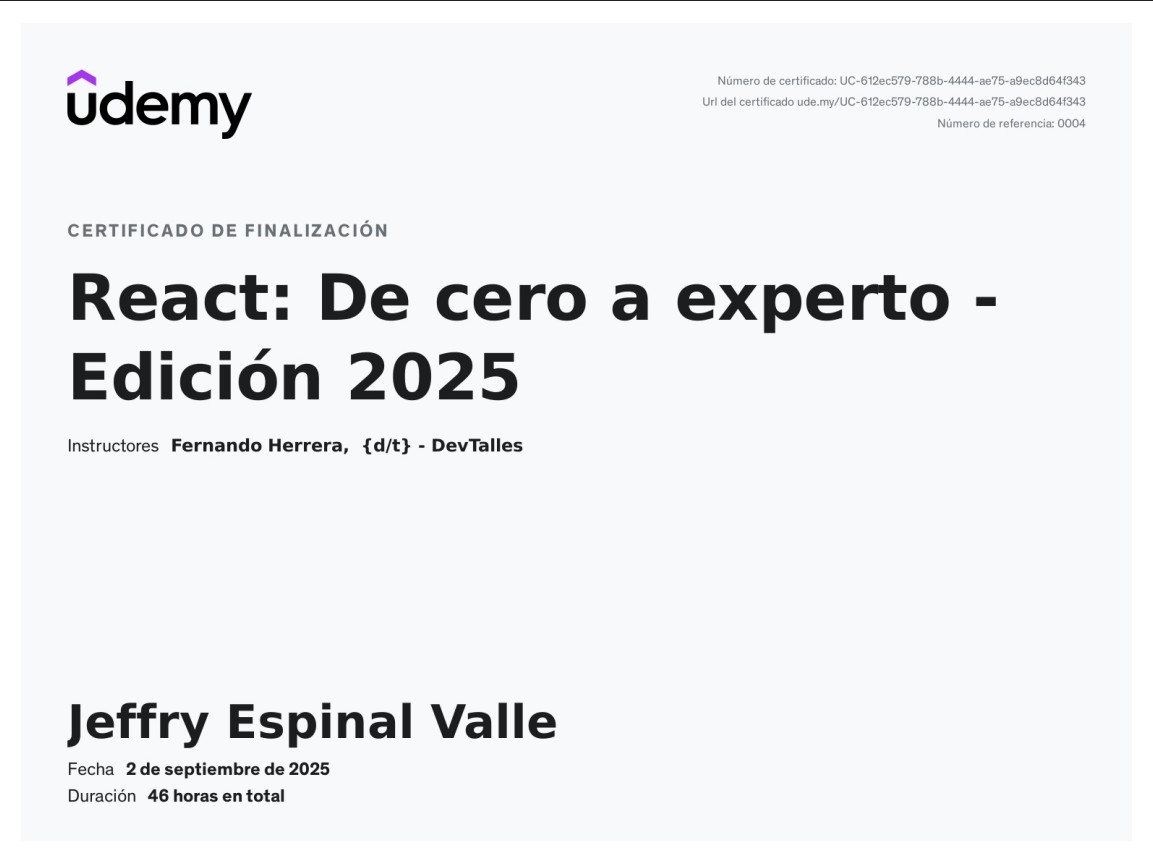 udemy
Número de certificado: UC-612ec579-788b-4444-ae75-a9ec8d64f343
Url del certificado ude.my/UC-612ec579-788b-4444-ae75-a9ec8d64f343
Número de referencia: 0004
CERTIFICADO DE FINALIZACIÓN
React: De cero a experto -
Edición 2025
Instructores Fernando Herrera, {d/t} - DevTalles
Jeffry Espinal Valle
Fecha 2 de septiembre de 2025
Duración 46 horas en total